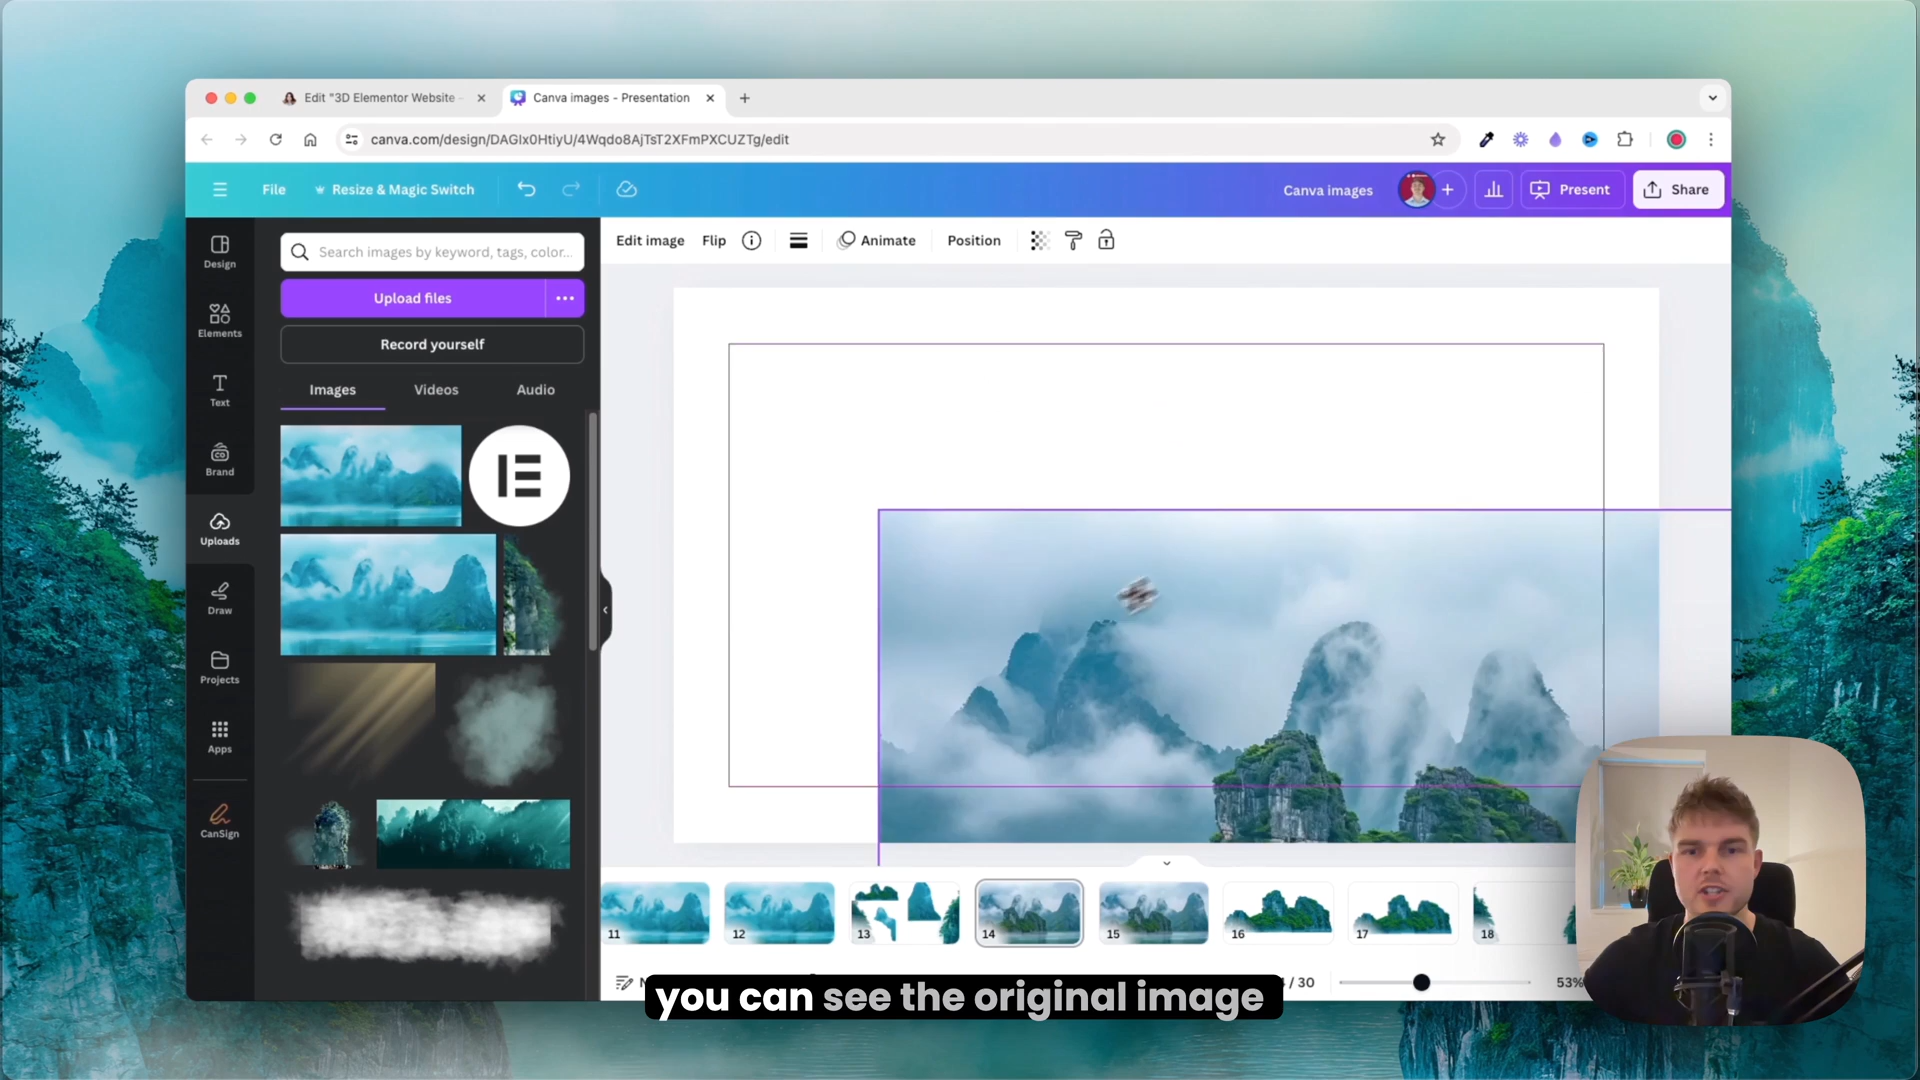 Edit "3D Elementor Website -
Canva images - Presentation
canva.com/design/DAGIx0HtiyU/4Wqdo8AjTsT2XFmPXCUZTg/edit
File
Resize & Magic Switch
Canva images
Present
Share
Design
Elements
Text
Brand
Uploads
Draw
Projects
Apps
CanSign
Search images by keyword, tags, color...
Upload files
Record yourself
Images
Videos
Audio
Edit image
Flip
Animate
Position
11
12
13
14
15
16
17
18
/ 30
53%
you can see the original image